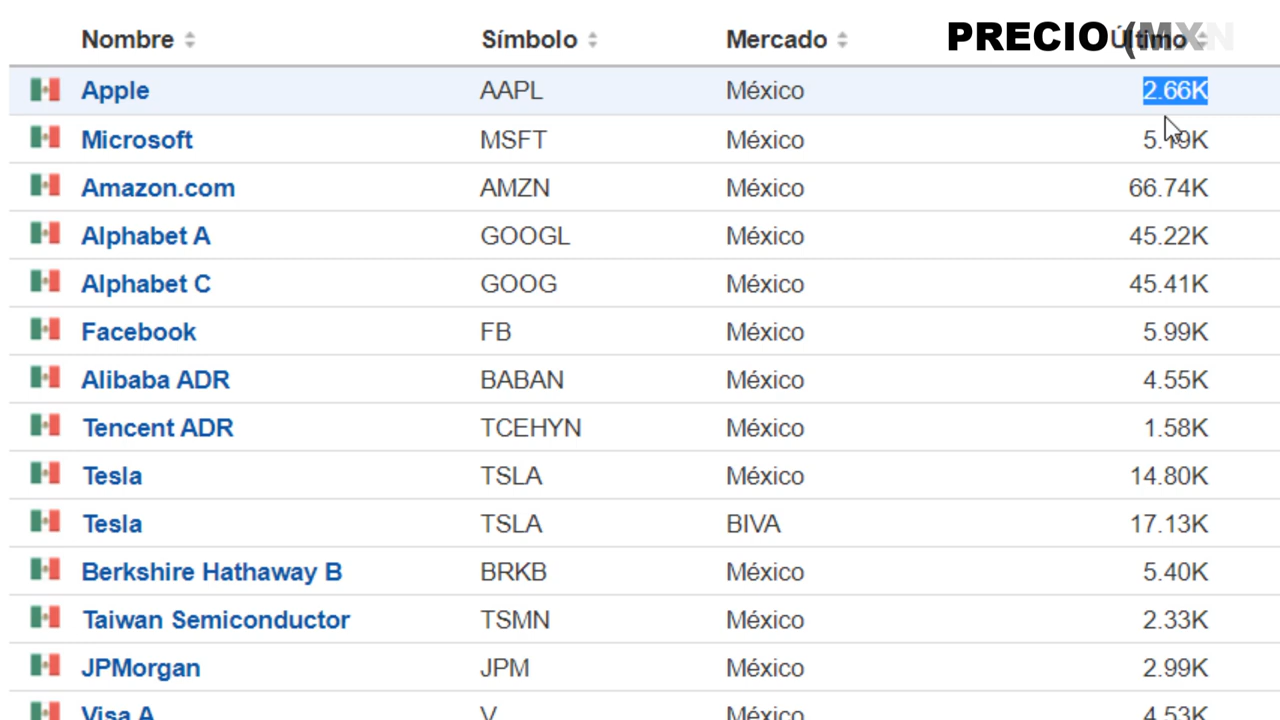 Nombre Símbolo Mercado PRECIO (MXN Último
Apple AAPL México 2.66K
Microsoft MSFT México
Amazon.com AMZN México 66.74K
Alphabet A GOOGL México 45.22K
Alphabet C GOOG México 45.41K
Facebook FB México 5.99K
Alibaba ADR BABAN México 4.55K
Tencent ADR TCEHYN México 1.58K
Tesla TSLA México 14.80K
Tesla TSLA BIVA 17.13K
Berkshire Hathaway B BRKB México 5.40K
Taiwan Semiconductor TSMN México 2.33K
JPMorgan JPM México 2.99K
Visa A V México 4.53K